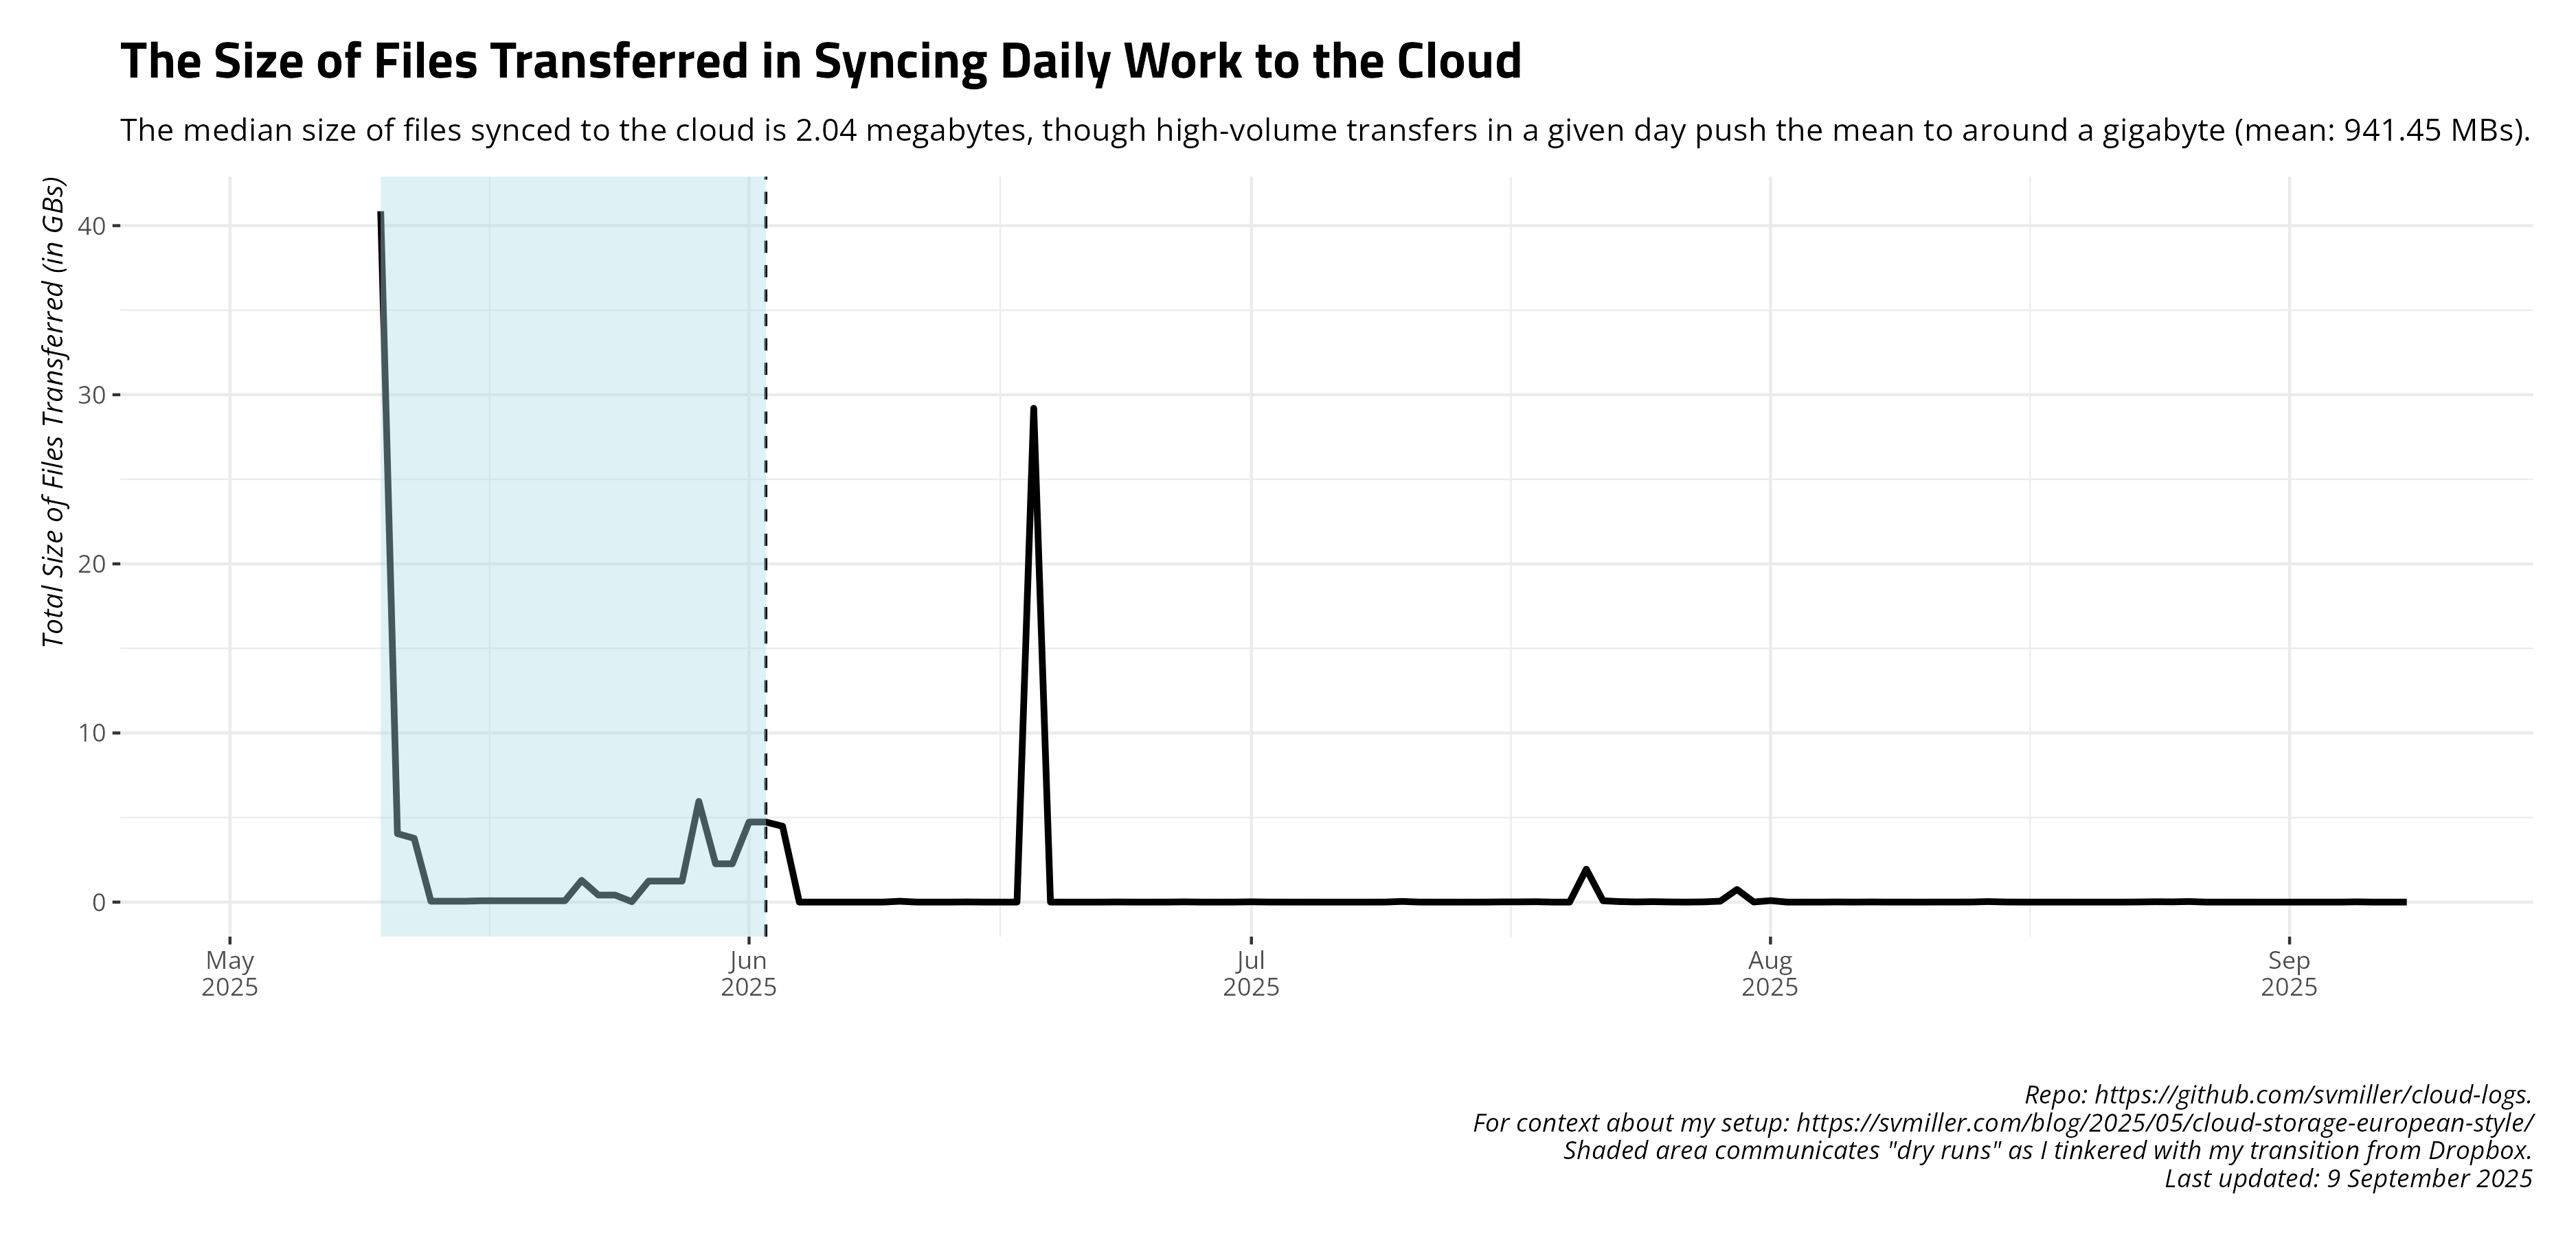 The Size of Files Transferred in Syncing Daily Work to the Cloud
The median size of files synced to the cloud is 2.04 megabytes, though high-volume transfers in a given day push the mean to around a gigabyte (mean: 941.45 MBs).
Total Size of Files Transferred (in GBs)
40
30
20
10
0
May
2025
Jun
2025
Jul
2025
Aug
2025
Sep
2025
Repo: https://github.com/svmiller/cloud-logs.
For context about my setup: https://svmiller.com/blog/2025/05/cloud-storage-european-style/
Shaded area communicates "dry runs" as I tinkered with my transition from Dropbox.
Last updated: 9 September 2025